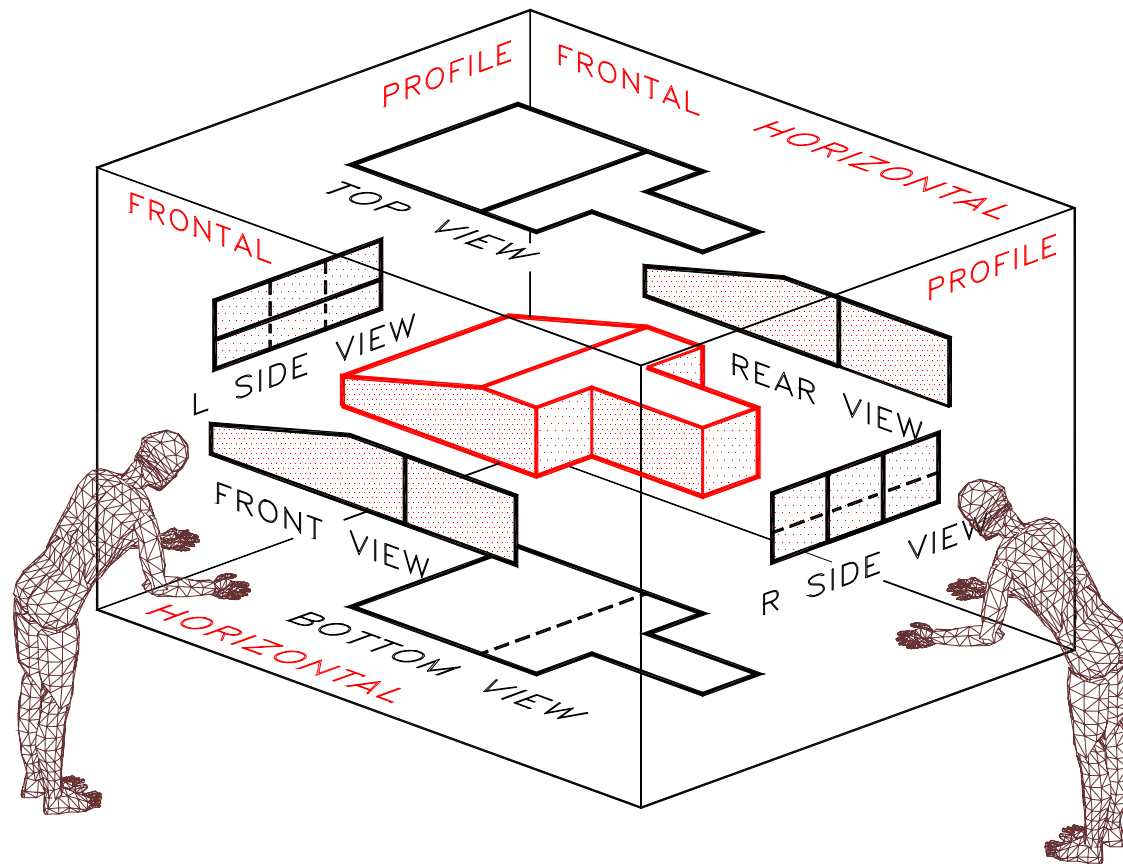 PROFILE
FRONTAL
HORIZONTAL
TOP VIEW
FRONTAL
PROFILE
L SIDE VIEW
REAR VIEW
FRONT VIEW
R SIDE VIEW
BOTTOM VIEW
HORIZONTAL